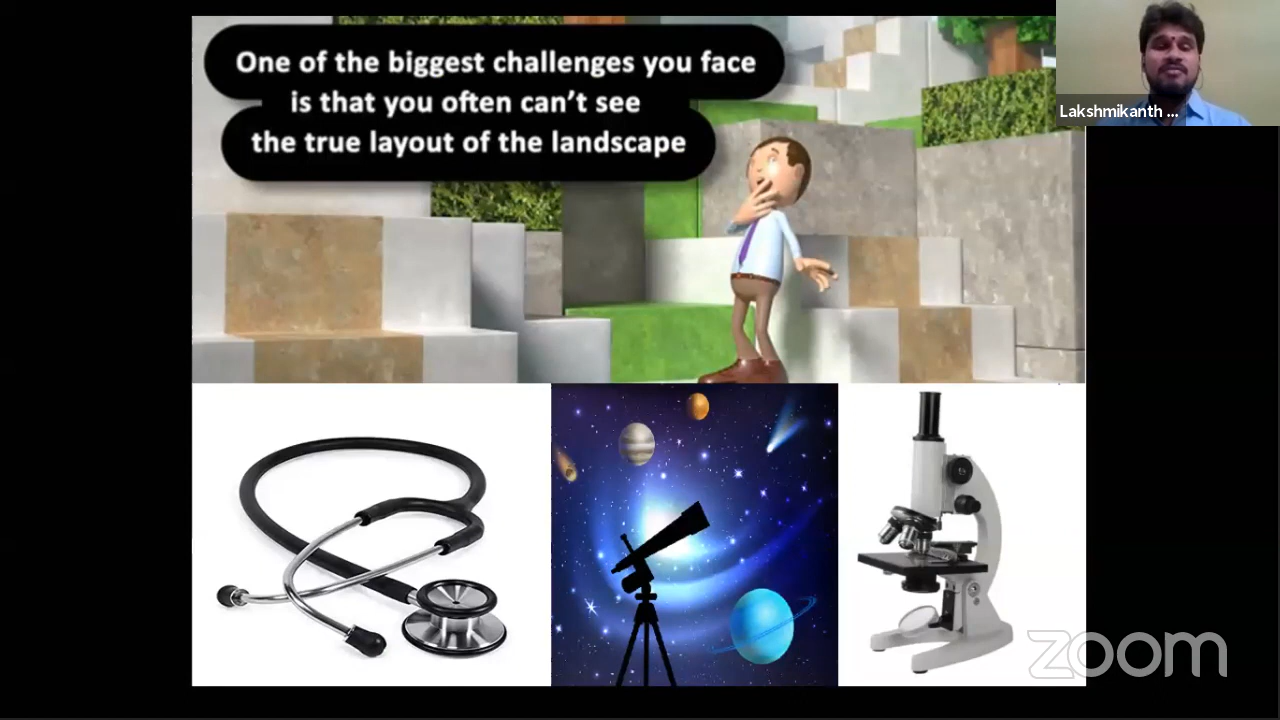 One of the biggest challenges you face
is that you often can't see
the true layout of the landscape
Lakshmikanth ...
zoom